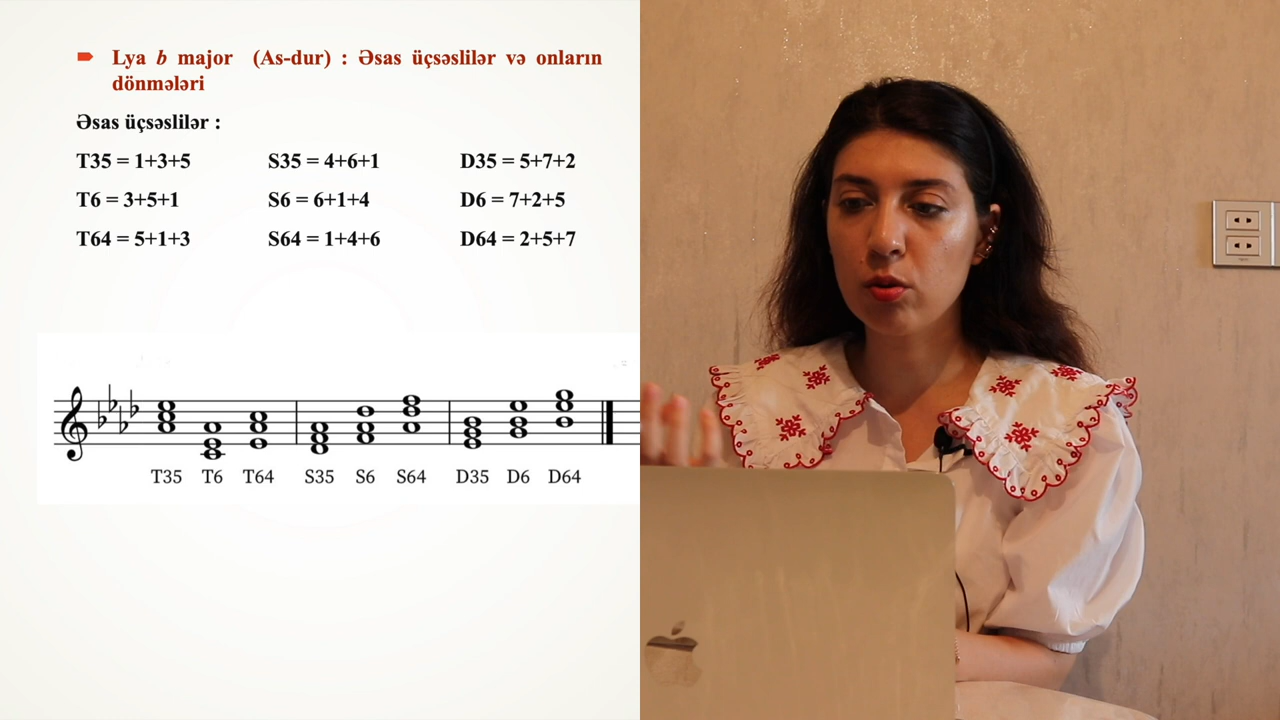 Lya b major (As-dur) : Əsas üçsəslilər və onların
dönmələri
Əsas üçsəslilər :
T35 = 1+3+5 S35 = 4+6+1 D35 = 5+7+2
T6 = 3+5+1 S6 = 6+1+4 D6 = 7+2+5
T64 = 5+1+3 S64 = 1+4+6 D64 = 2+5+7
T35 T6 T64 S35 S6 S64 D35 D6 D64